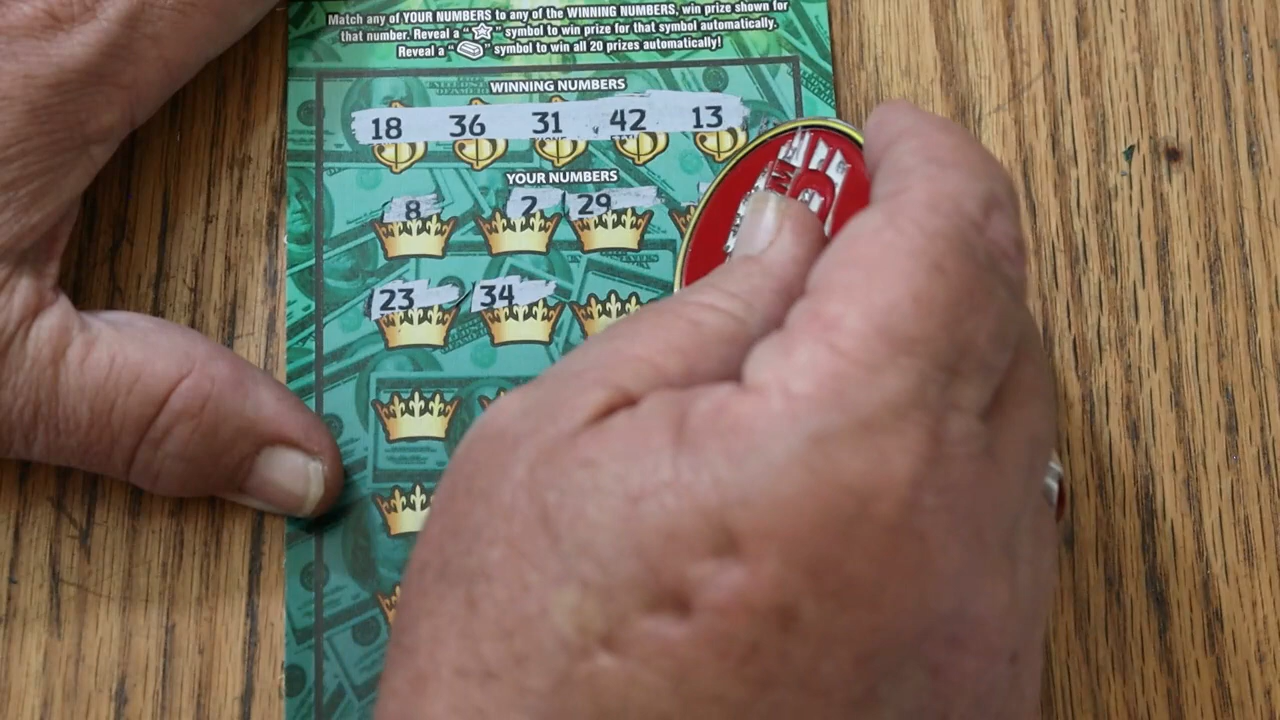 Match any of YOUR NUMBERS to any of the WINNING NUMBERS, win prize shown for
that number. Reveal a " " symbol to win prize for that symbol automatically.
Reveal a " " symbol to win all 20 prizes automatically!
WINNING NUMBERS
18 36 31 42 13
YOUR NUMBERS
8 2 29
23 34